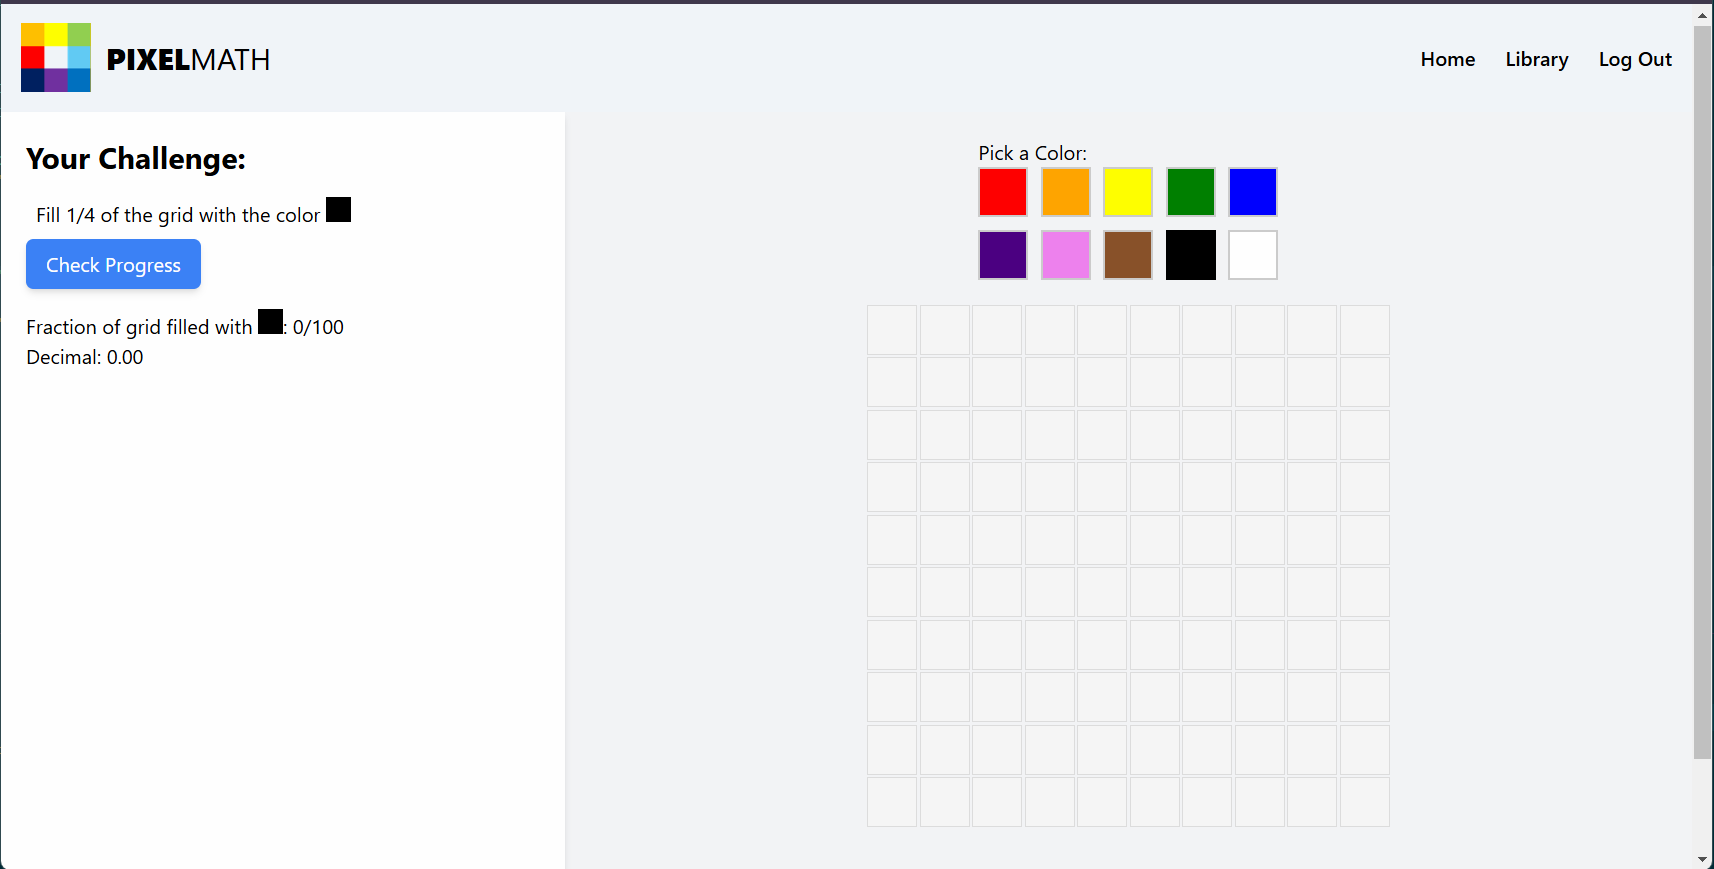 PIXELMATH
Home Library Log Out
Your Challenge:
Fill 1/4 of the grid with the color
Check Progress
Fraction of grid filled with : 0/100
Decimal: 0.00
Pick a Color: